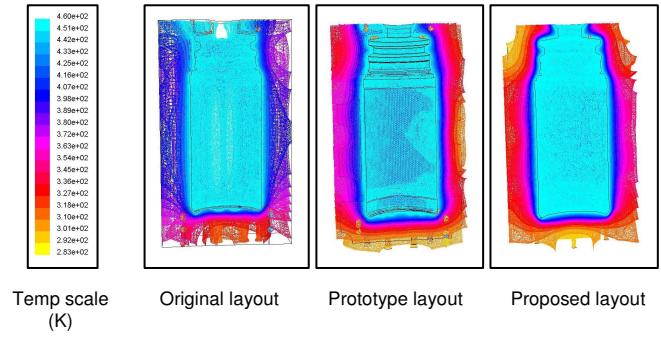 4.60e+02
4.51e+02
4.42e+02
4.33e+02
4.25e+02
4.16e+02
4.07e+02
3.98e+02
3.89e+02
3.80e+02
3.72e+02
3.63e+02
3.54e+02
3.45e+02
3.36e+02
3.27e+02
3.18e+02
3.10e+02
3.01e+02
2.92e+02
2.83e+02
Temp scale
(K)
Original layout
Prototype layout
Proposed layout